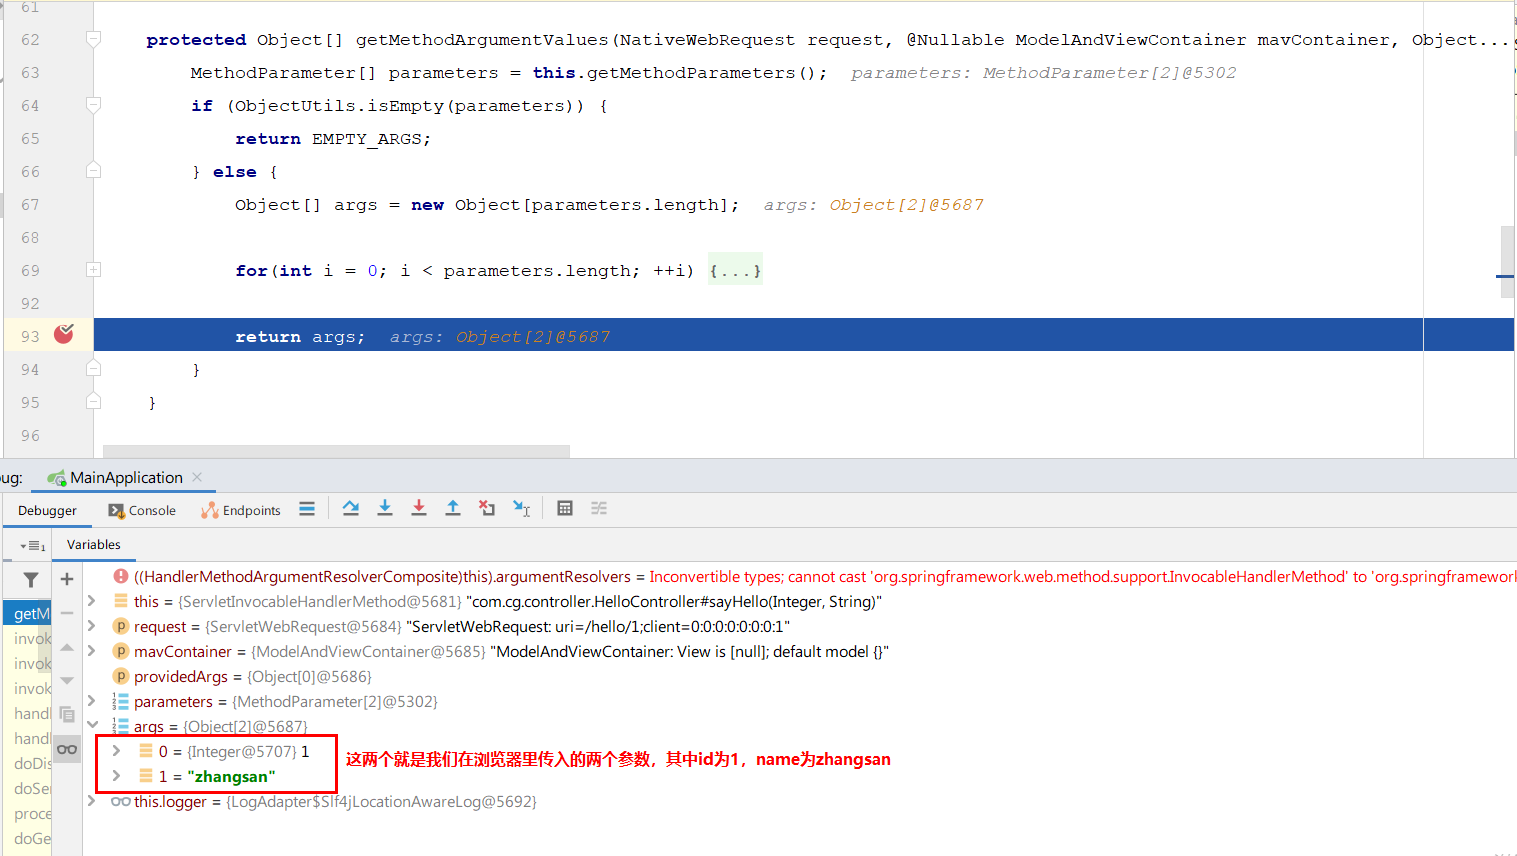 61
62 protected Object[] getMethodArgumentValues(NativeWebRequest request, @Nullable ModelAndViewContainer mavContainer, Object...
63 MethodParameter[] parameters = this.getMethodParameters(); parameters: MethodParameter[2]@5302
64 if (ObjectUtils.isEmpty(parameters)) {
65 return EMPTY_ARGS;
66 } else {
67 Object[] args = new Object[parameters.length]; args: Object[2]@5687
68
69 for(int i = 0; i < parameters.length; ++i) {...}
92
93 return args; args: Object[2]@5687
94 }
95 }
96
ug: MainApplication
Debugger Console Endpoints
Variables
((HandlerMethodArgumentResolverComposite)this).argumentResolvers = Inconvertible types; cannot cast 'org.springframework.web.method.support.InvocableHandlerMethod' to 'org.springframework
this = {ServletInvocableHandlerMethod@5681} "com.cg.controller.HelloController#sayHello(Integer, String)"
getM
request = {ServletWebRequest@5684} "ServletWebRequest: uri=/hello/1;client=0:0:0:0:0:0:0:1"
invok
mavContainer = {ModelAndViewContainer@5685} "ModelAndViewContainer: View is [null]; default model {}"
invok
providedArgs = {Object[0]@5686}
invok
parameters = {MethodParameter[2]@5302}
handl
args = {Object[2]@5687}
handl
0 = {Integer@5707} 1
这两个就是我们在浏览器里传入的两个参数，其中id为1，name为zhangsan
doDis
1 = "zhangsan"
doSer
this.logger = {LogAdapter$Slf4jLocationAwareLog@5692}
proce
doGe